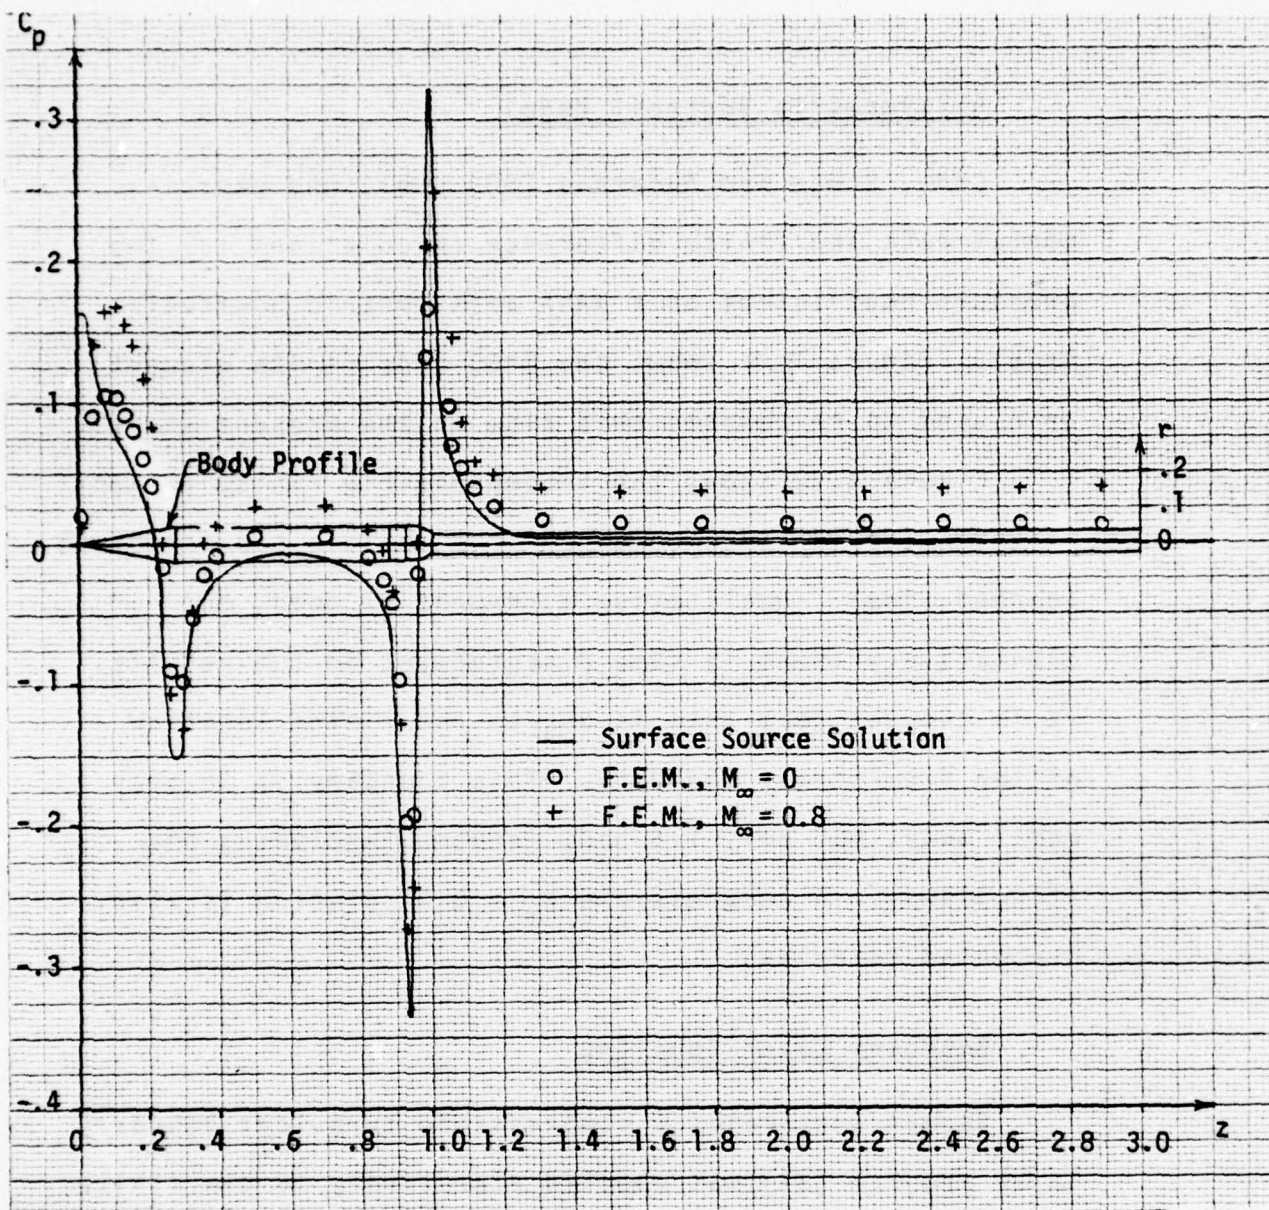 Cp
.3
.2
.1
0
-.1
-.2
-.3
-.4
Body Profile
r
.2
.1
0
— Surface Source Solution
o F.E.M., M∞ = 0
+ F.E.M., M∞ = 0.8
0 .2 .4 .6 .8 1.0 1.2 1.4 1.6 1.8 2.0 2.2 2.4 2.6 2.8 3.0 z